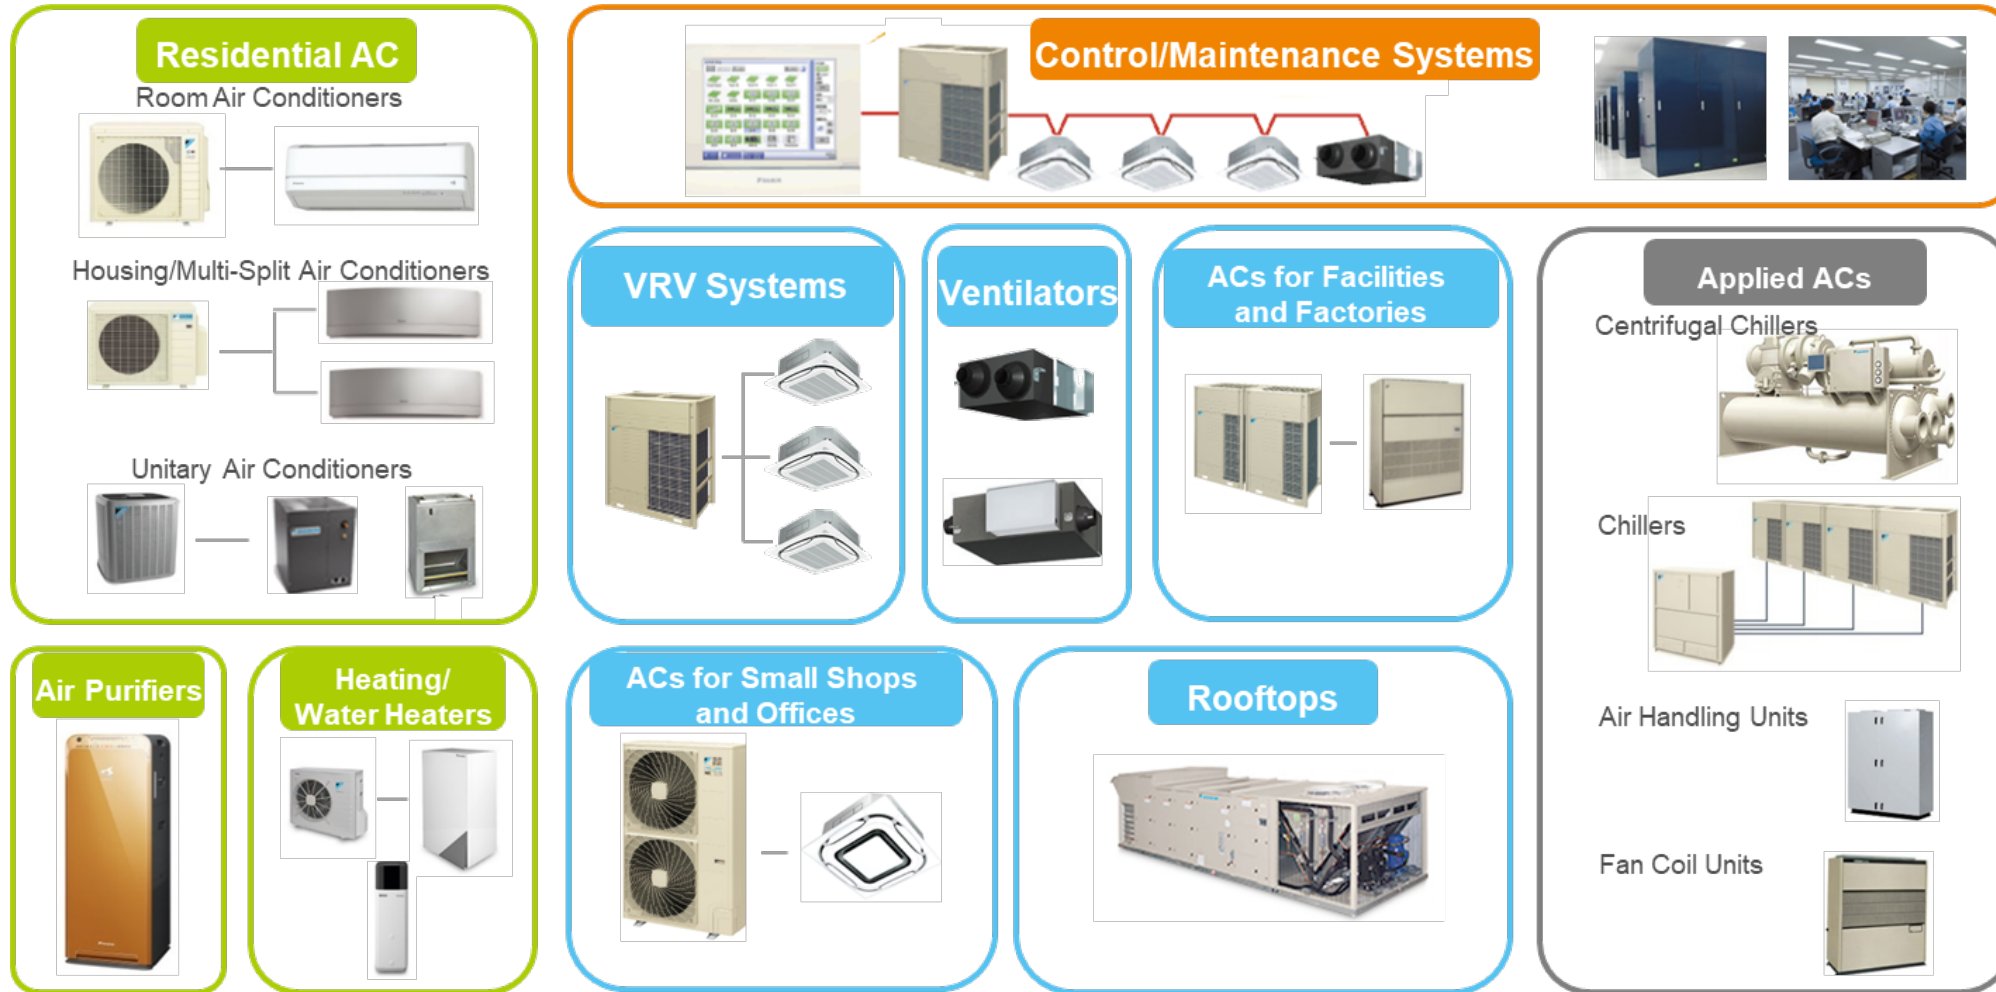 Residential AC
Room Air Conditioners
Housing/Multi-Split Air Conditioners
Unitary Air Conditioners
Control/Maintenance Systems
VRV Systems
Ventilators
ACs for Facilities
and Factories
Applied ACs
Centrifugal Chillers
Chillers
Air Handling Units
Fan Coil Units
Air Purifiers
Heating/
Water Heaters
ACs for Small Shops
and Offices
Rooftops